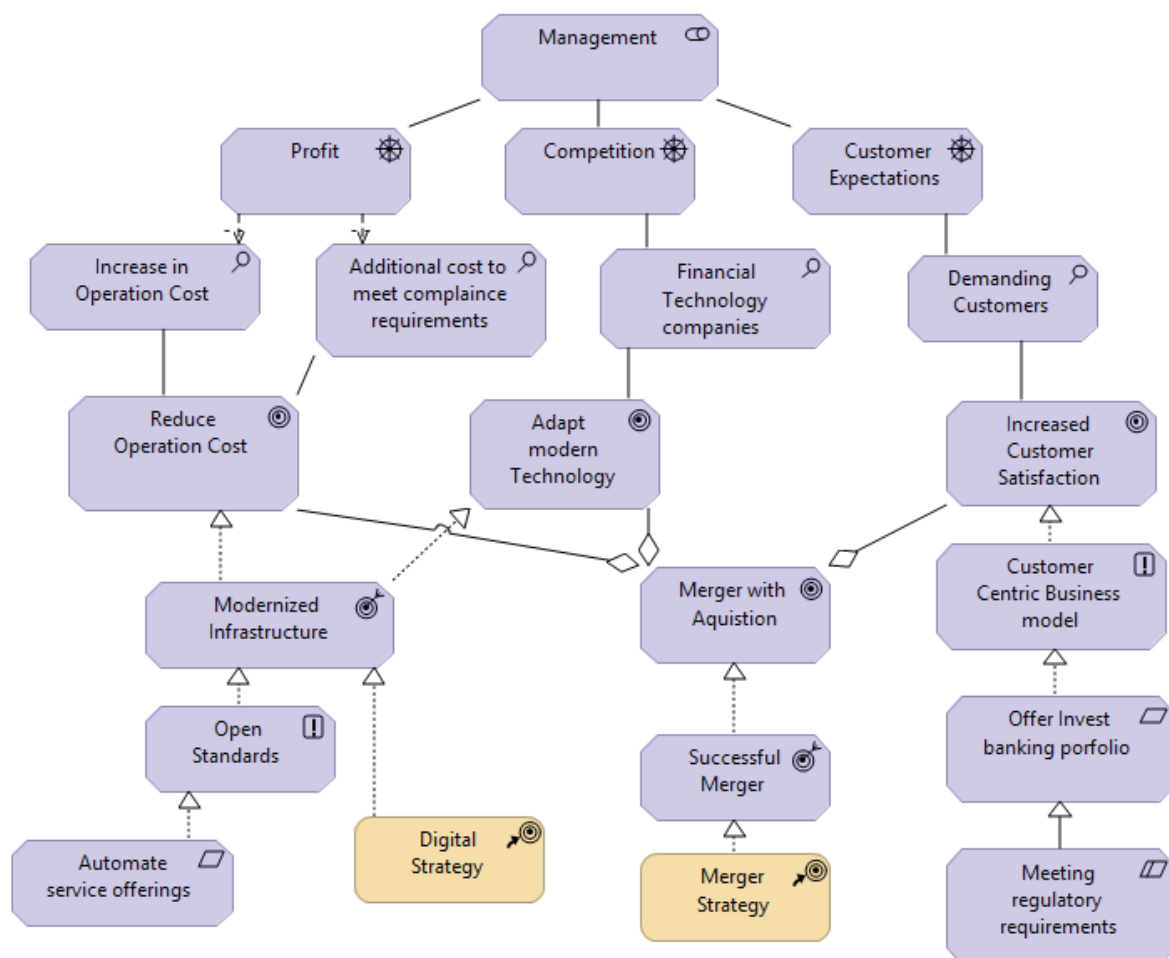 Management
Profit
Competition
Customer
Expectations
Increase in
Operation Cost
Additional cost to
meet complaince
requirements
Financial
Technology
companies
Demanding
Customers
Reduce
Operation Cost
Adapt
modern
Technology
Increased
Customer
Satisfaction
Modernized
Infrastructure
Merger with
Aquistion
Customer
Centric Business
model
Open
Standards
Successful
Merger
Offer Invest
banking porfolio
Automate
service offerings
Digital
Strategy
Merger
Strategy
Meeting
regulatory
requirements